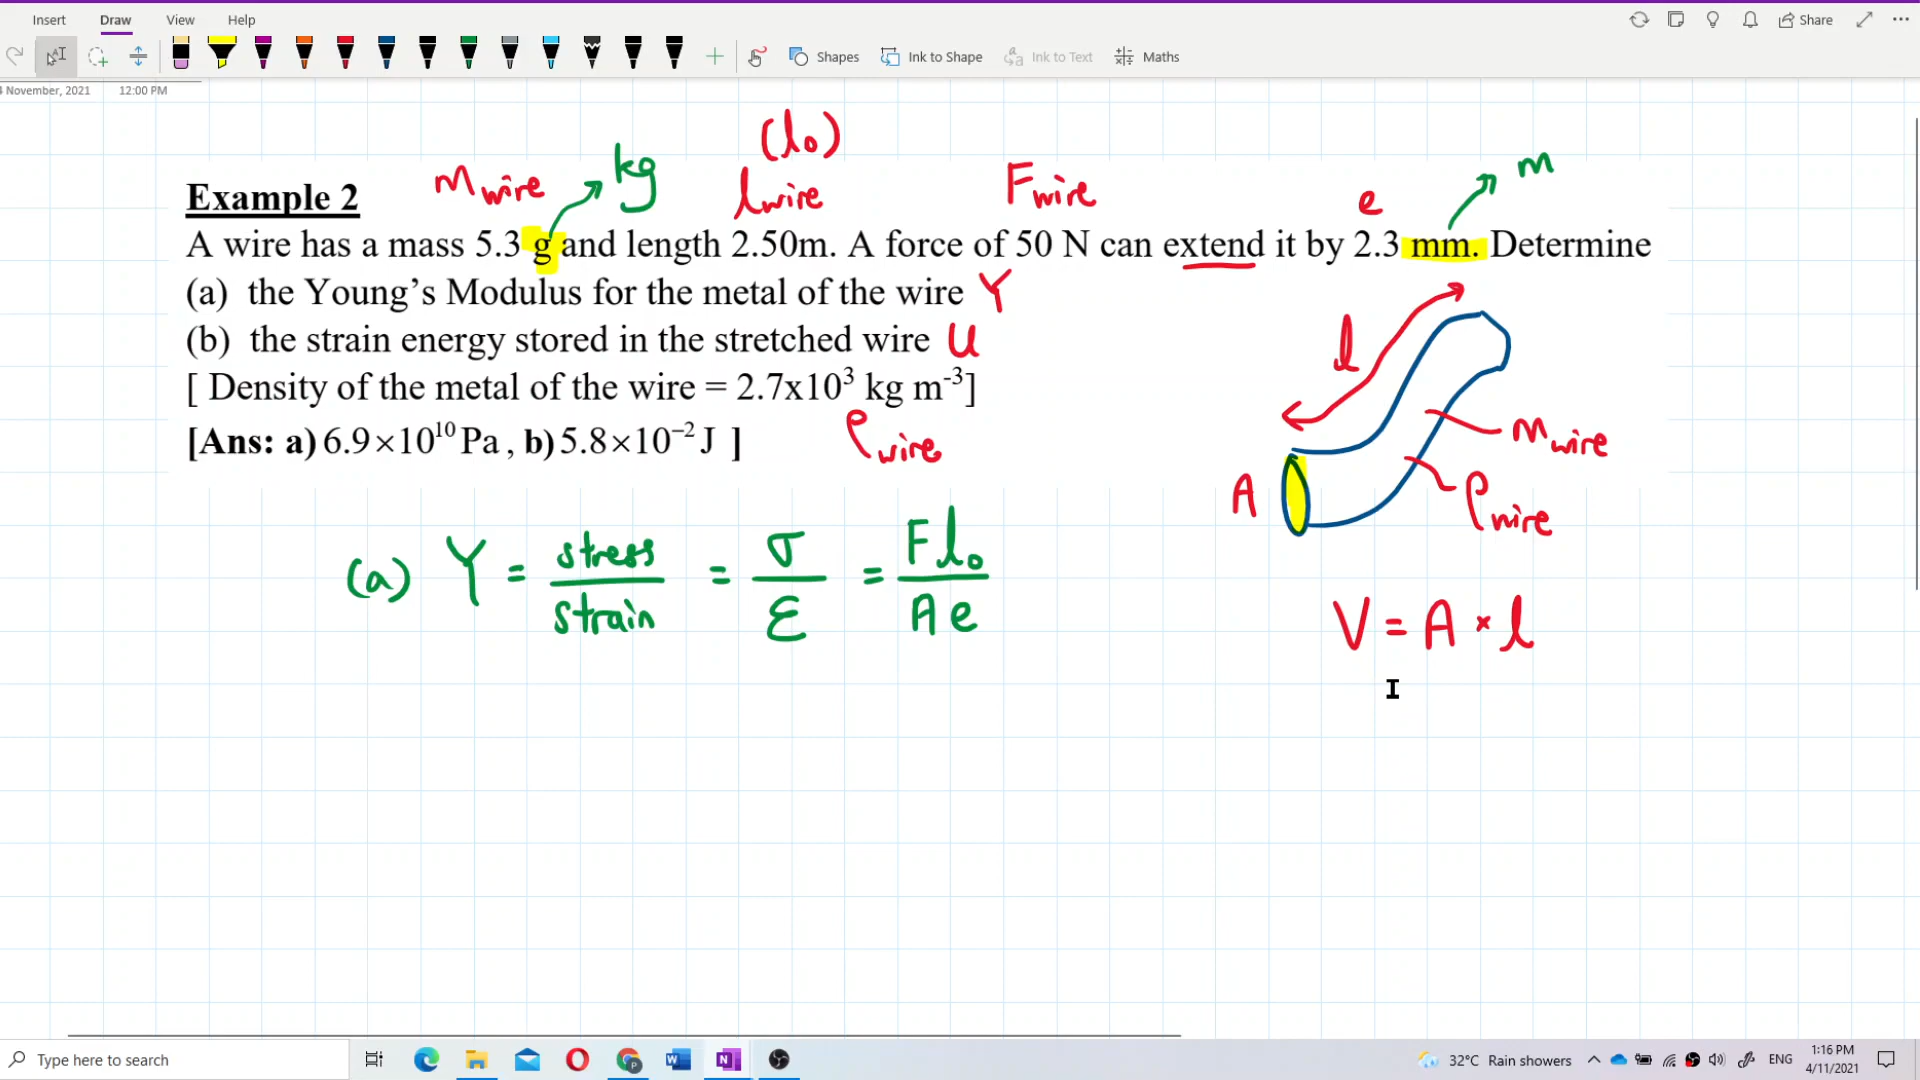 Insert Draw View Help
Share
Shapes Ink to Shape Ink to Text Maths
4 November, 2021 12:00 PM
(l₀)
m wire kg l wire F wire e m
Example 2
A wire has a mass 5.3 g and length 2.50m. A force of 50 N can extend it by 2.3 mm. Determine
(a) the Young’s Modulus for the metal of the wire Y
(b) the strain energy stored in the stretched wire U
l
[ Density of the metal of the wire = 2.7x10³ kg m⁻³]
[Ans: a) 6.9×10¹⁰ Pa , b) 5.8×10⁻² J ]
ρ wire
m wire
A
ρ wire
(a) Y = stress / strain = σ / ε = F l₀ / A e
V = A × l
Type here to search
32°C Rain showers ENG 1:16 PM
4/11/2021